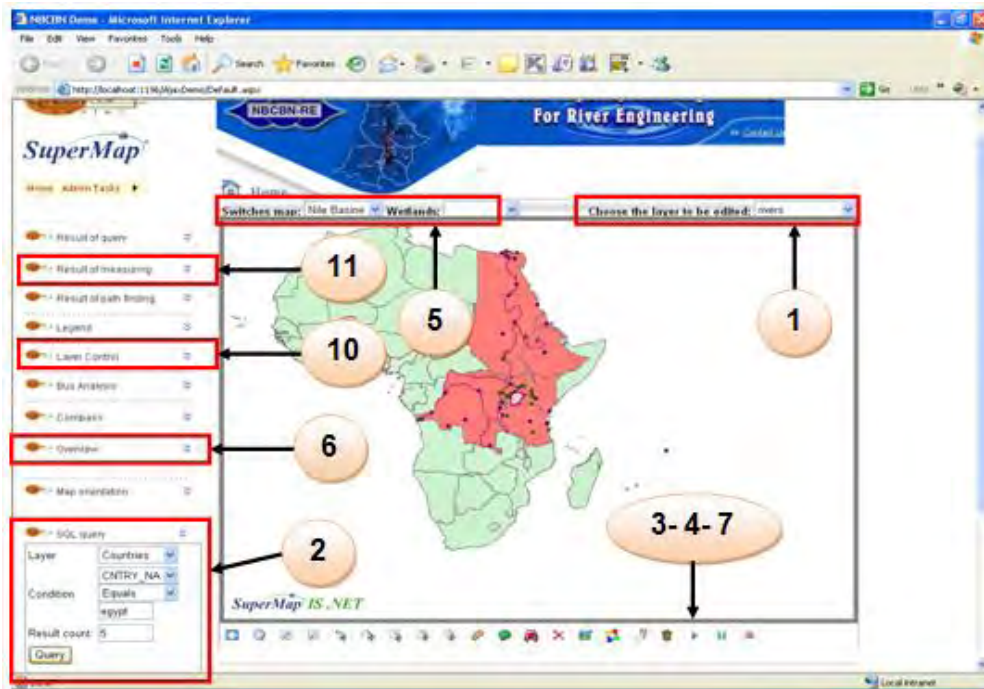 NBCBN Demo - Microsoft Internet Explorer
File Edit View Favorites Tools Help
Search Favorites
http://localhost:1196/Ajax-Demo/Default.aspx
Go
NBCBN-RE
For River Engineering
Contact us
SuperMap
Home Admin Tasks
Home
Switches map: Nile Basine Wetlands:
Choose the layer to be edited: rivers
Result of query
Result of measuring
Result of path finding
Legend
Layer Control
Bus Analysis
Compass
Overview
Map orientation
SQL query
Layer Countries
CNTRY_NA
Condition Equals
egypt
Result count: 5
Query
11
5
1
10
6
2
3- 4- 7
SuperMap IS .NET
Local intranet